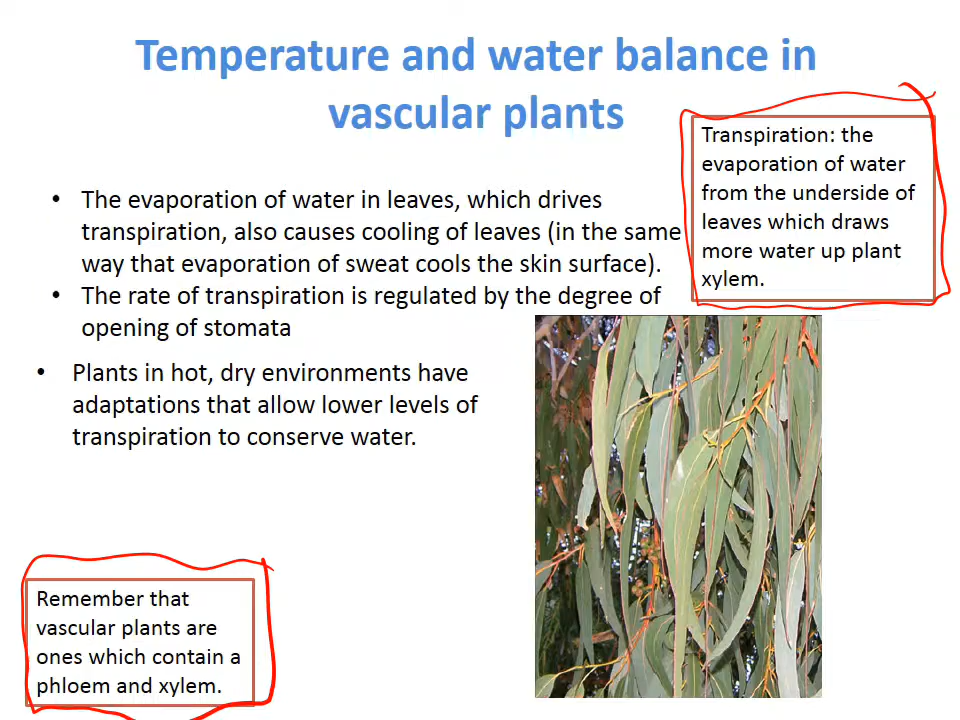 Temperature and water balance in
vascular plants
Transpiration: the
evaporation of water
from the underside of
leaves which draws
more water up plant
xylem.
• The evaporation of water in leaves, which drives
transpiration, also causes cooling of leaves (in the same
way that evaporation of sweat cools the skin surface).
• The rate of transpiration is regulated by the degree of
opening of stomata
• Plants in hot, dry environments have
adaptations that allow lower levels of
transpiration to conserve water.
Remember that
vascular plants are
ones which contain a
phloem and xylem.